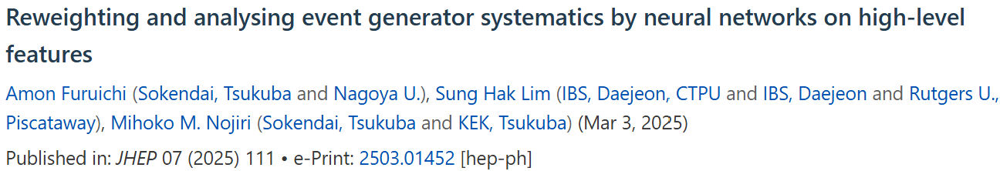 Reweighting and analysing event generator systematics by neural networks on high-level
features
Amon Furuichi (Sokendai, Tsukuba and Nagoya U.), Sung Hak Lim (IBS, Daejeon, CTPU and IBS, Daejeon and Rutgers U.,
Piscataway), Mihoko M. Nojiri (Sokendai, Tsukuba and KEK, Tsukuba) (Mar 3, 2025)
Published in: JHEP 07 (2025) 111 • e-Print: 2503.01452 [hep-ph]